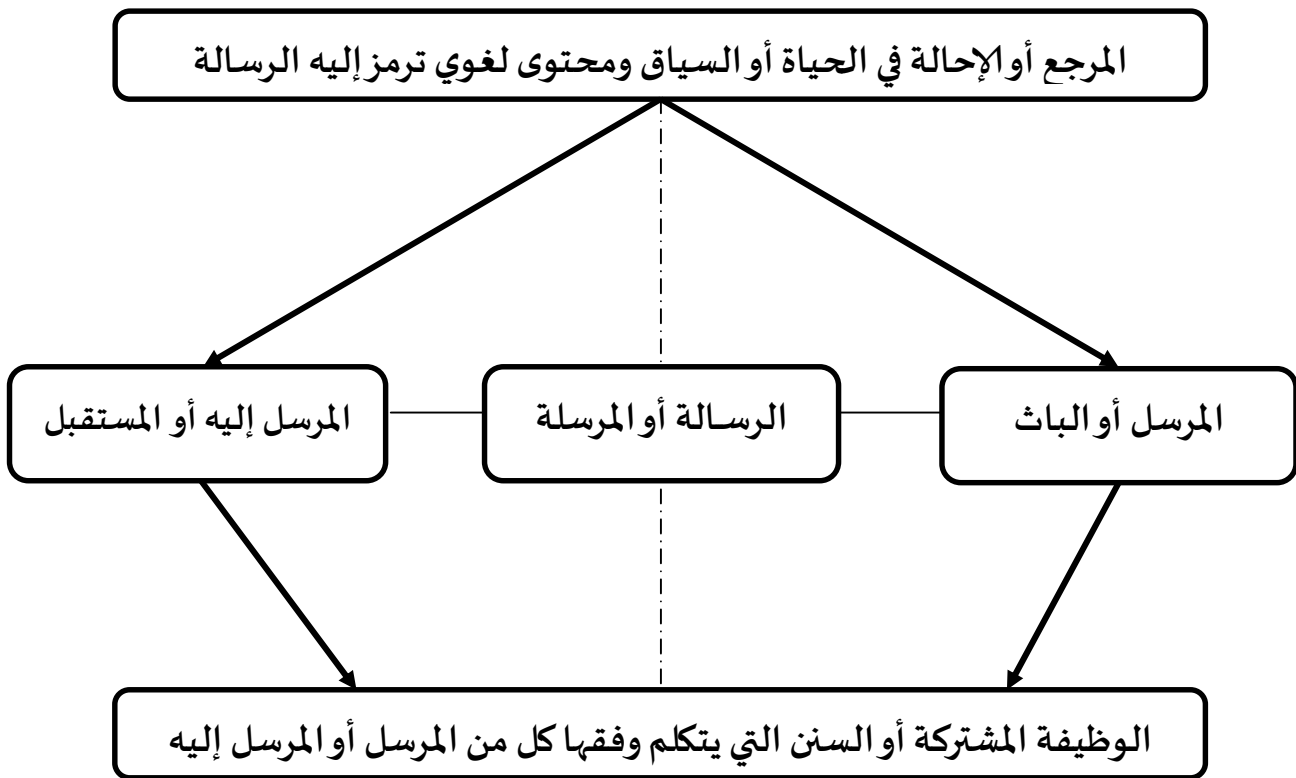 المرجع أو الإحالة في الحياة أو السياق ومحتوى لغوي ترمز إليه الرسالة
المرسل أو الباث
الرسالة أو المرسلة
المرسل إليه أو المستقبل
الوظيفة المشتركة أو السنن التي يتكلم وفقها كل من المرسل أو المرسل إليه